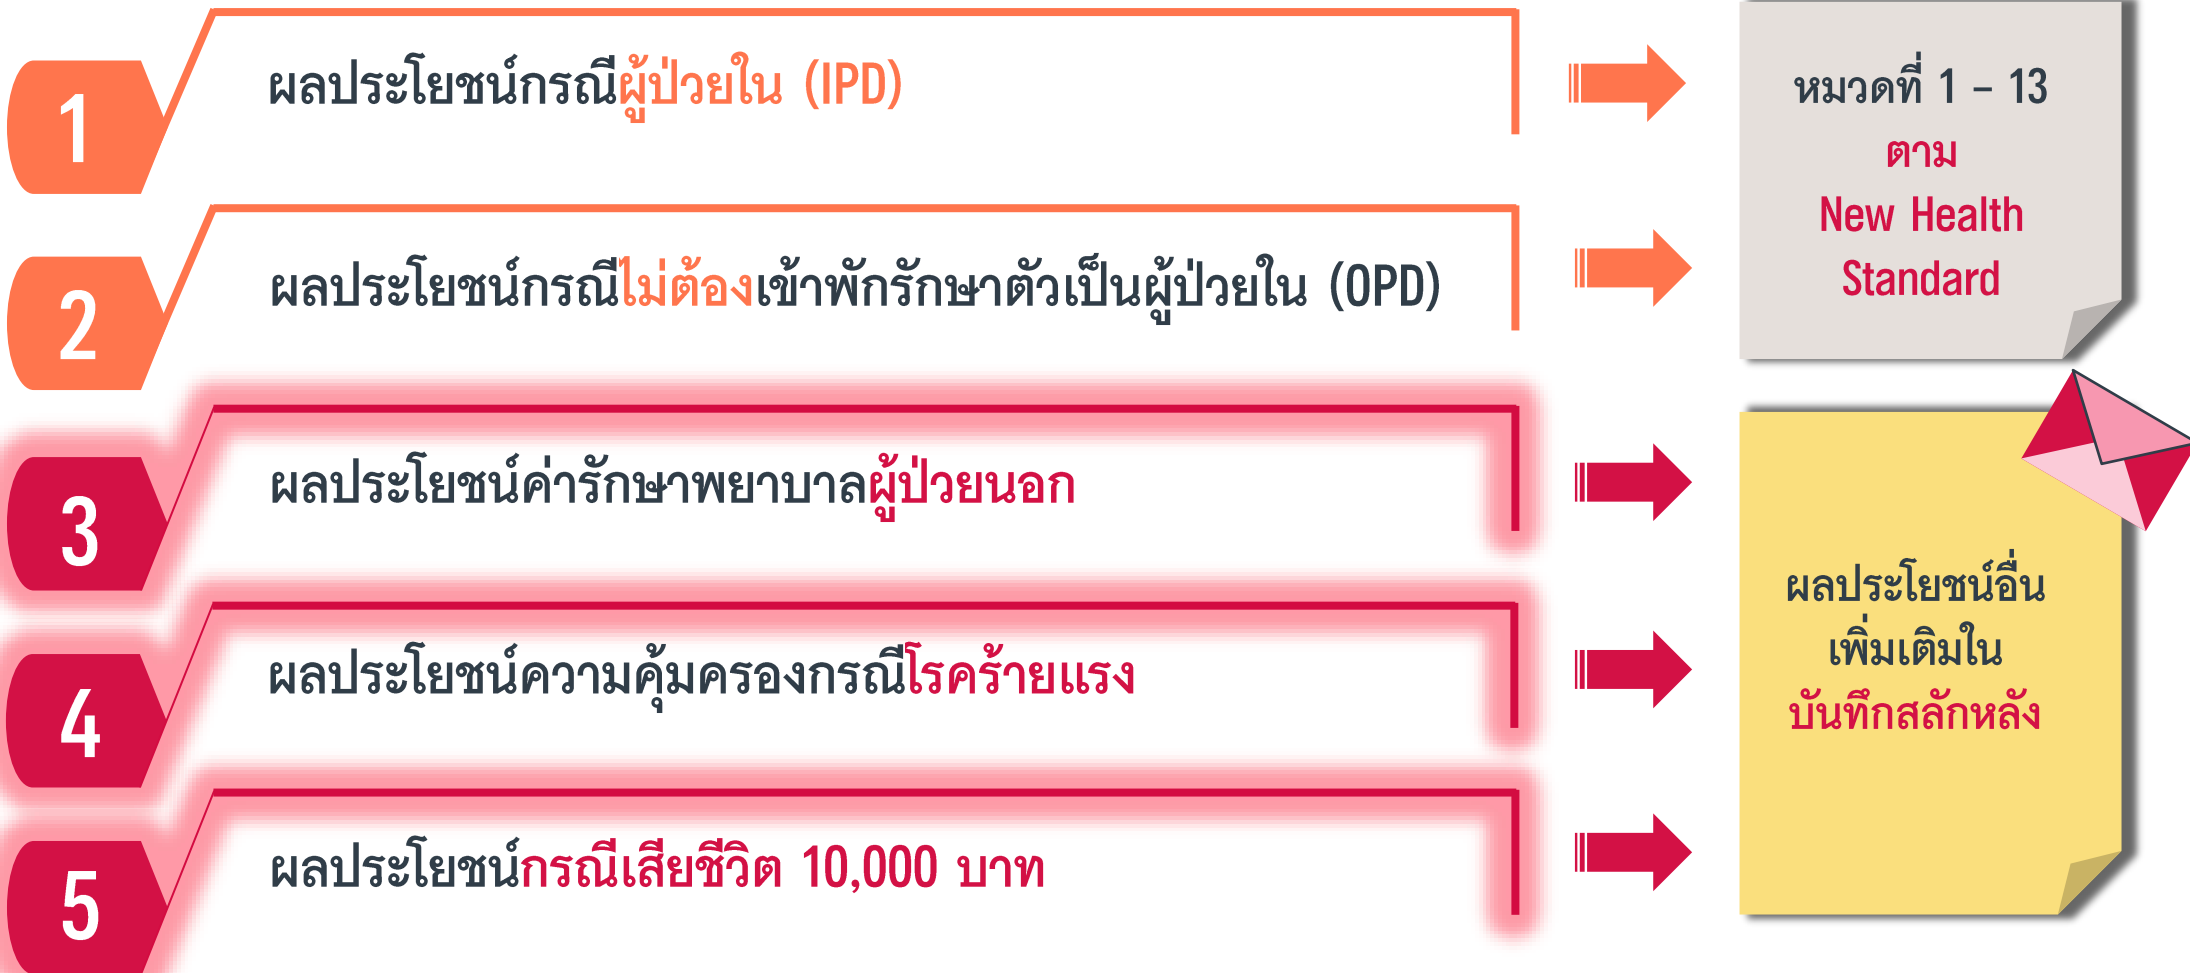 1
ผลประโยชน์กรณีผู้ป่วยใน (IPD)
2
ผลประโยชน์กรณีไม่ต้องเข้าพักรักษาตัวเป็นผู้ป่วยใน (OPD)
หมวดที่ 1 – 13
ตาม
New Health
Standard
3
ผลประโยชน์ค่ารักษาพยาบาลผู้ป่วยนอก
4
ผลประโยชน์ความคุ้มครองกรณีโรคร้ายแรง
5
ผลประโยชน์กรณีเสียชีวิต 10,000 บาท
ผลประโยชน์อื่น
เพิ่มเติมใน
บันทึกสลักหลัง